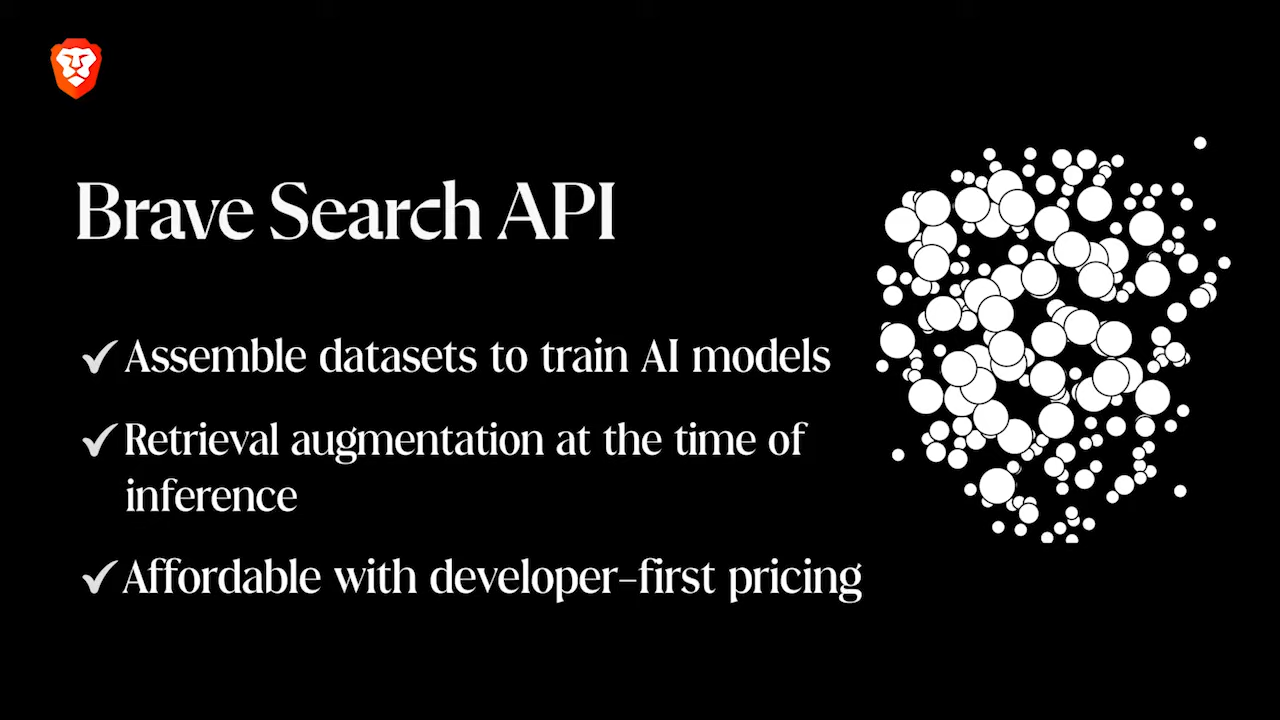 Brave Search API
✓Assemble datasets to train AI models
✓Retrieval augmentation at the time of
inference
✓Affordable with developer–first pricing